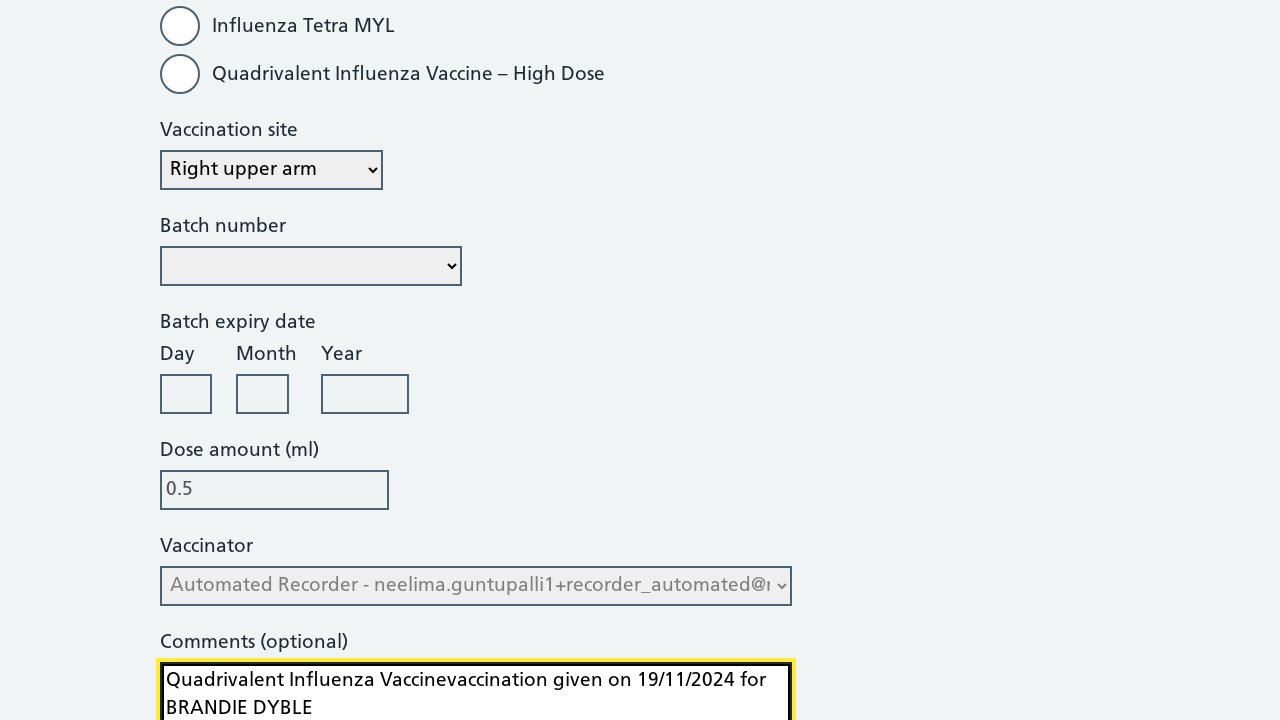 Influenza Tetra MYL
Quadrivalent Influenza Vaccine – High Dose
Vaccination site
Right upper arm
Batch number
Batch expiry date
Day Month Year
Dose amount (ml)
0.5
Vaccinator
Automated Recorder - neelima.guntupalli1+recorder_automated@
Comments (optional)
Quadrivalent Influenza Vaccinevaccination given on 19/11/2024 for
BRANDIE DYBLE